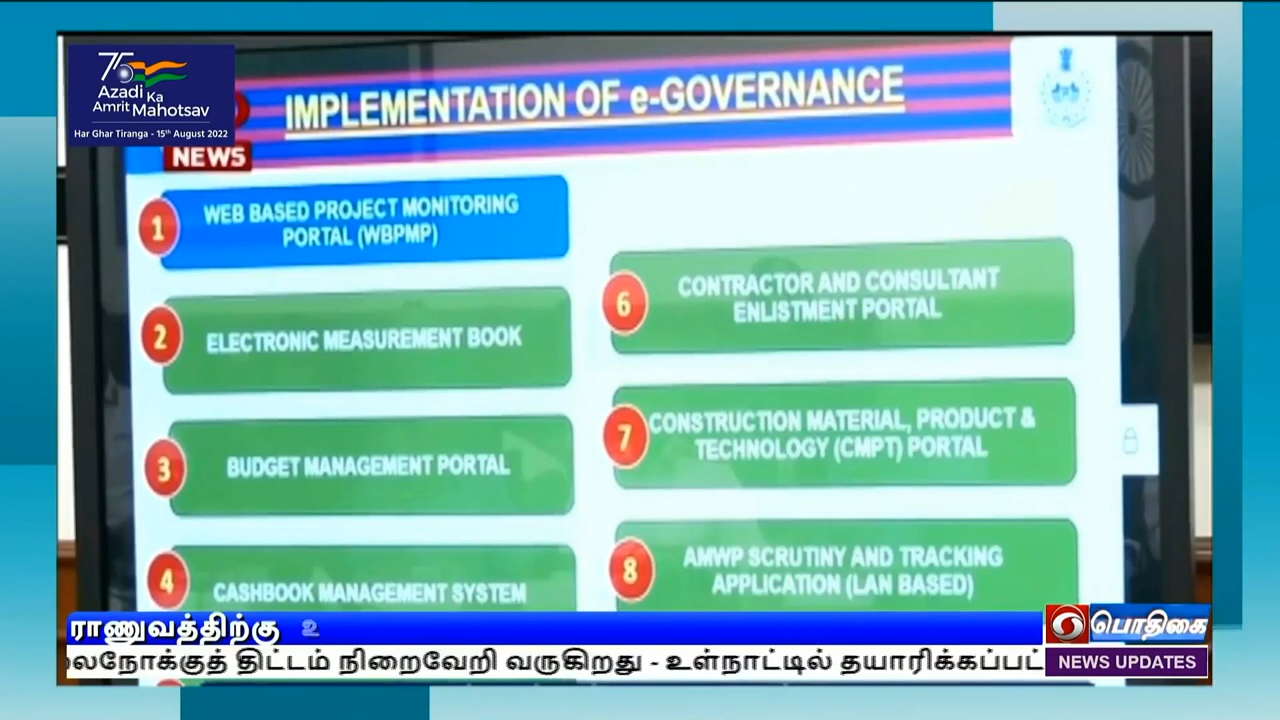 75
Azadi
Ka
Amrit Mahotsav
Har Ghar Tiranga - 15th August 2022
IMPLEMENTATION OF e-GOVERNANCE
NEWS
1
WEB BASED PROJECT MONITORING
PORTAL (WBPMP)
2
ELECTRONIC MEASUREMENT BOOK
3
BUDGET MANAGEMENT PORTAL
4
CASHBOOK MANAGEMENT SYSTEM
6
CONTRACTOR AND CONSULTANT
ENLISTMENT PORTAL
7
CONSTRUCTION MATERIAL, PRODUCT &
TECHNOLOGY (CMPT) PORTAL
8
AMWP SCRUTINY AND TRACKING
APPLICATION (LAN BASED)
ராணுவத்திற்கு உ
பொதிகை
லநோக்குத் திட்டம் நிறைவேறி வருகிறது - உள்நாட்டில் தயாரிக்கப்பட்
NEWS UPDATES